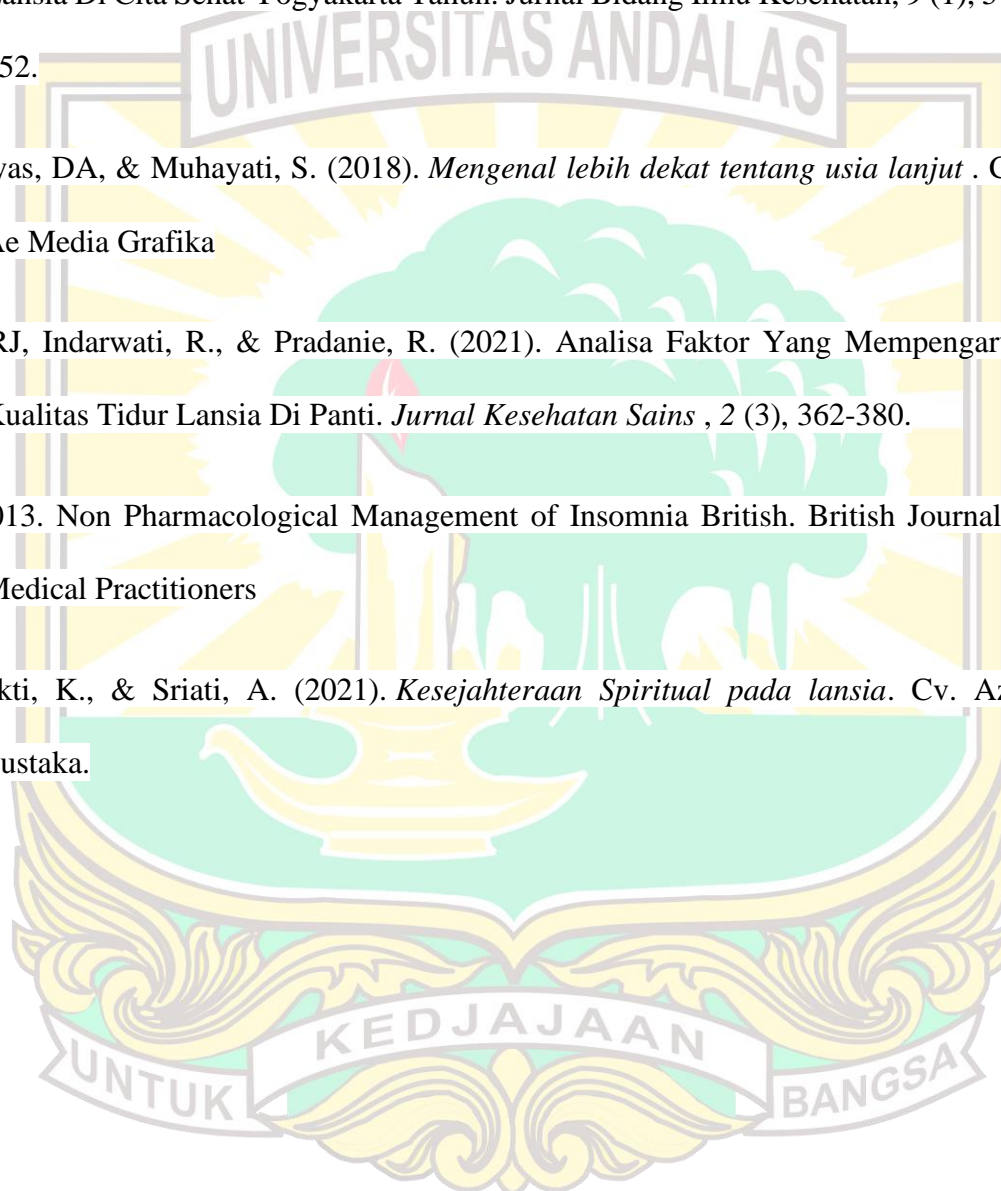 Lansia Di Cita Sehat Yogyakarta Tahun. Jurnal Bidang Ilmu Kesehatan, 9 (1), 5
52.
UNIVERSITAS ANDALAS
yas, DA, & Muhayati, S. (2018). Mengenal lebih dekat tentang usia lanjut . C
Ae Media Grafika
RJ, Indarwati, R., & Pradanie, R. (2021). Analisa Faktor Yang Mempengar
Kualitas Tidur Lansia Di Panti. Jurnal Kesehatan Sains , 2 (3), 362-380.
013. Non Pharmacological Management of Insomnia British. British Journal
Medical Practitioners
kti, K., & Sriati, A. (2021). Kesejahteraan Spiritual pada lansia. Cv. Az
ustaka.
UNTUK KEDJAJAAN BANGSA